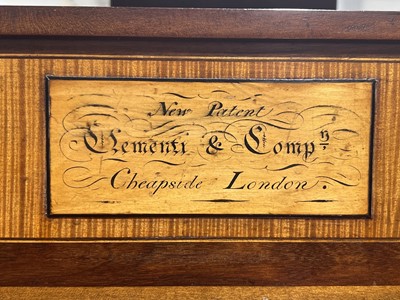 New Patent
Clementi & Compy.
Cheapside London.